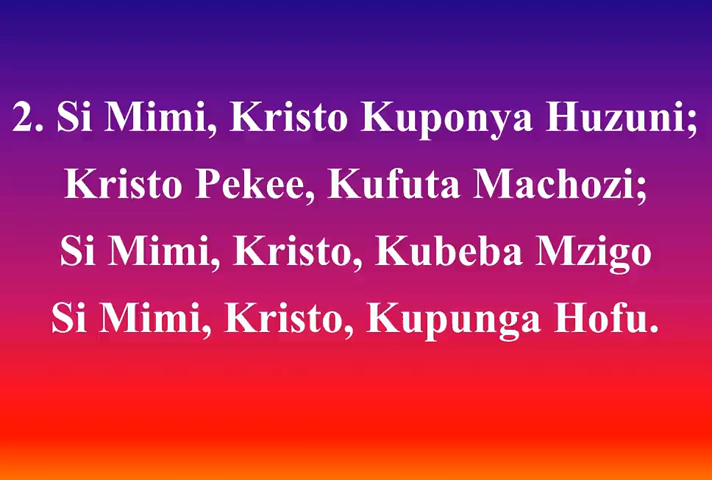 2. Si Mimi, Kristo Kuponya Huzuni;
Kristo Pekee, Kufuta Machozi;
Si Mimi, Kristo, Kubeba Mzigo
Si Mimi, Kristo, Kupunga Hofu.